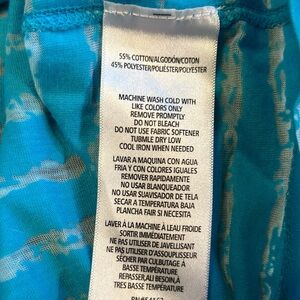 55% COTTON/ALGODÓN/COTON
45% POLYESTER/POLIÉSTER/POLYESTER
MACHINE WASH COLD WITH
LIKE COLORS ONLY
REMOVE PROMPTLY
DO NOT BLEACH
DO NOT USE FABRIC SOFTENER
TUBMLE DRY LOW
COOL IRON WHEN NEEDED
LAVAR A MAQUINA CON AGUA
FRIA Y CON COLORES IGUALES
REMOVER RAPIDAMENTE
NO USAR BLANQUEADOR
NO USAR SUAVISADOR DE TELA
SECAR A TEMPERATURA BAJA
PLANCHA FAIR SI NECESITA
LAVER À LA MACHINE À L'EAU FROIDE
SORTIR IMMÉDIATEMENT
NE PAS UTILISER DE JAVELLISANT
NE PAS UTILISER D'ASSOUPLISSEUR
SÉCHER PAR CULBUTAGE À
BASSE TEMPÉRATURE
REPASSER,AU BESOIN,À
TRES BASSE TEMPÉRATURE